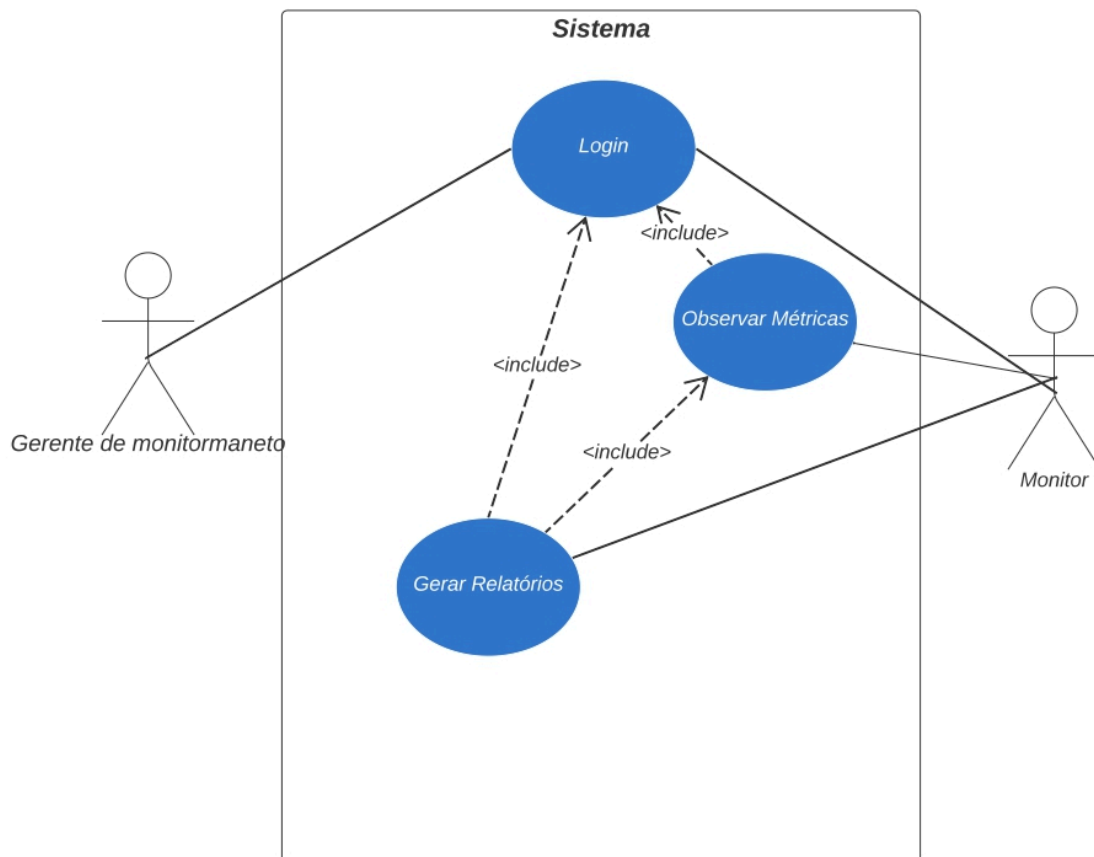 Sistema
Login
<include>
Observar Métricas
<include>
Gerente de monitormaneto
<include>
Monitor
Gerar Relatórios